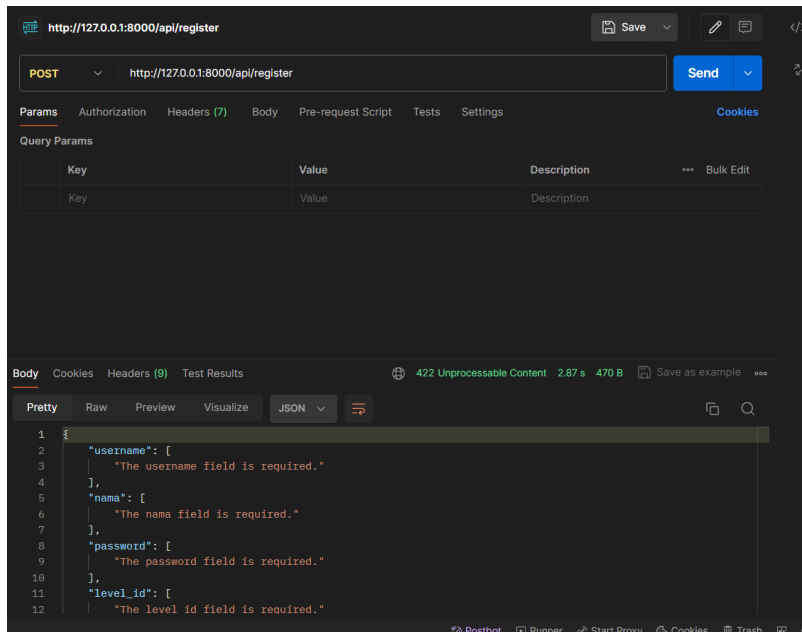 HTTP http://127.0.0.1:8000/api/register Save
POST http://127.0.0.1:8000/api/register Send
Params Authorization Headers (7) Body Pre-request Script Tests Settings Cookies
Query Params
Key Value Description ••• Bulk Edit
Key Value Description
Body Cookies Headers (9) Test Results 422 Unprocessable Content 2.87 s 470 B Save as example
Pretty Raw Preview Visualize JSON
1 {
2 "username": [
3 "The username field is required."
4 ],
5 "nama": [
6 "The nama field is required."
7 ],
8 "password": [
9 "The password field is required."
10 ],
11 "level_id": [
12 "The level id field is required."
Postbot Runner Start Proxy Cookies Trash